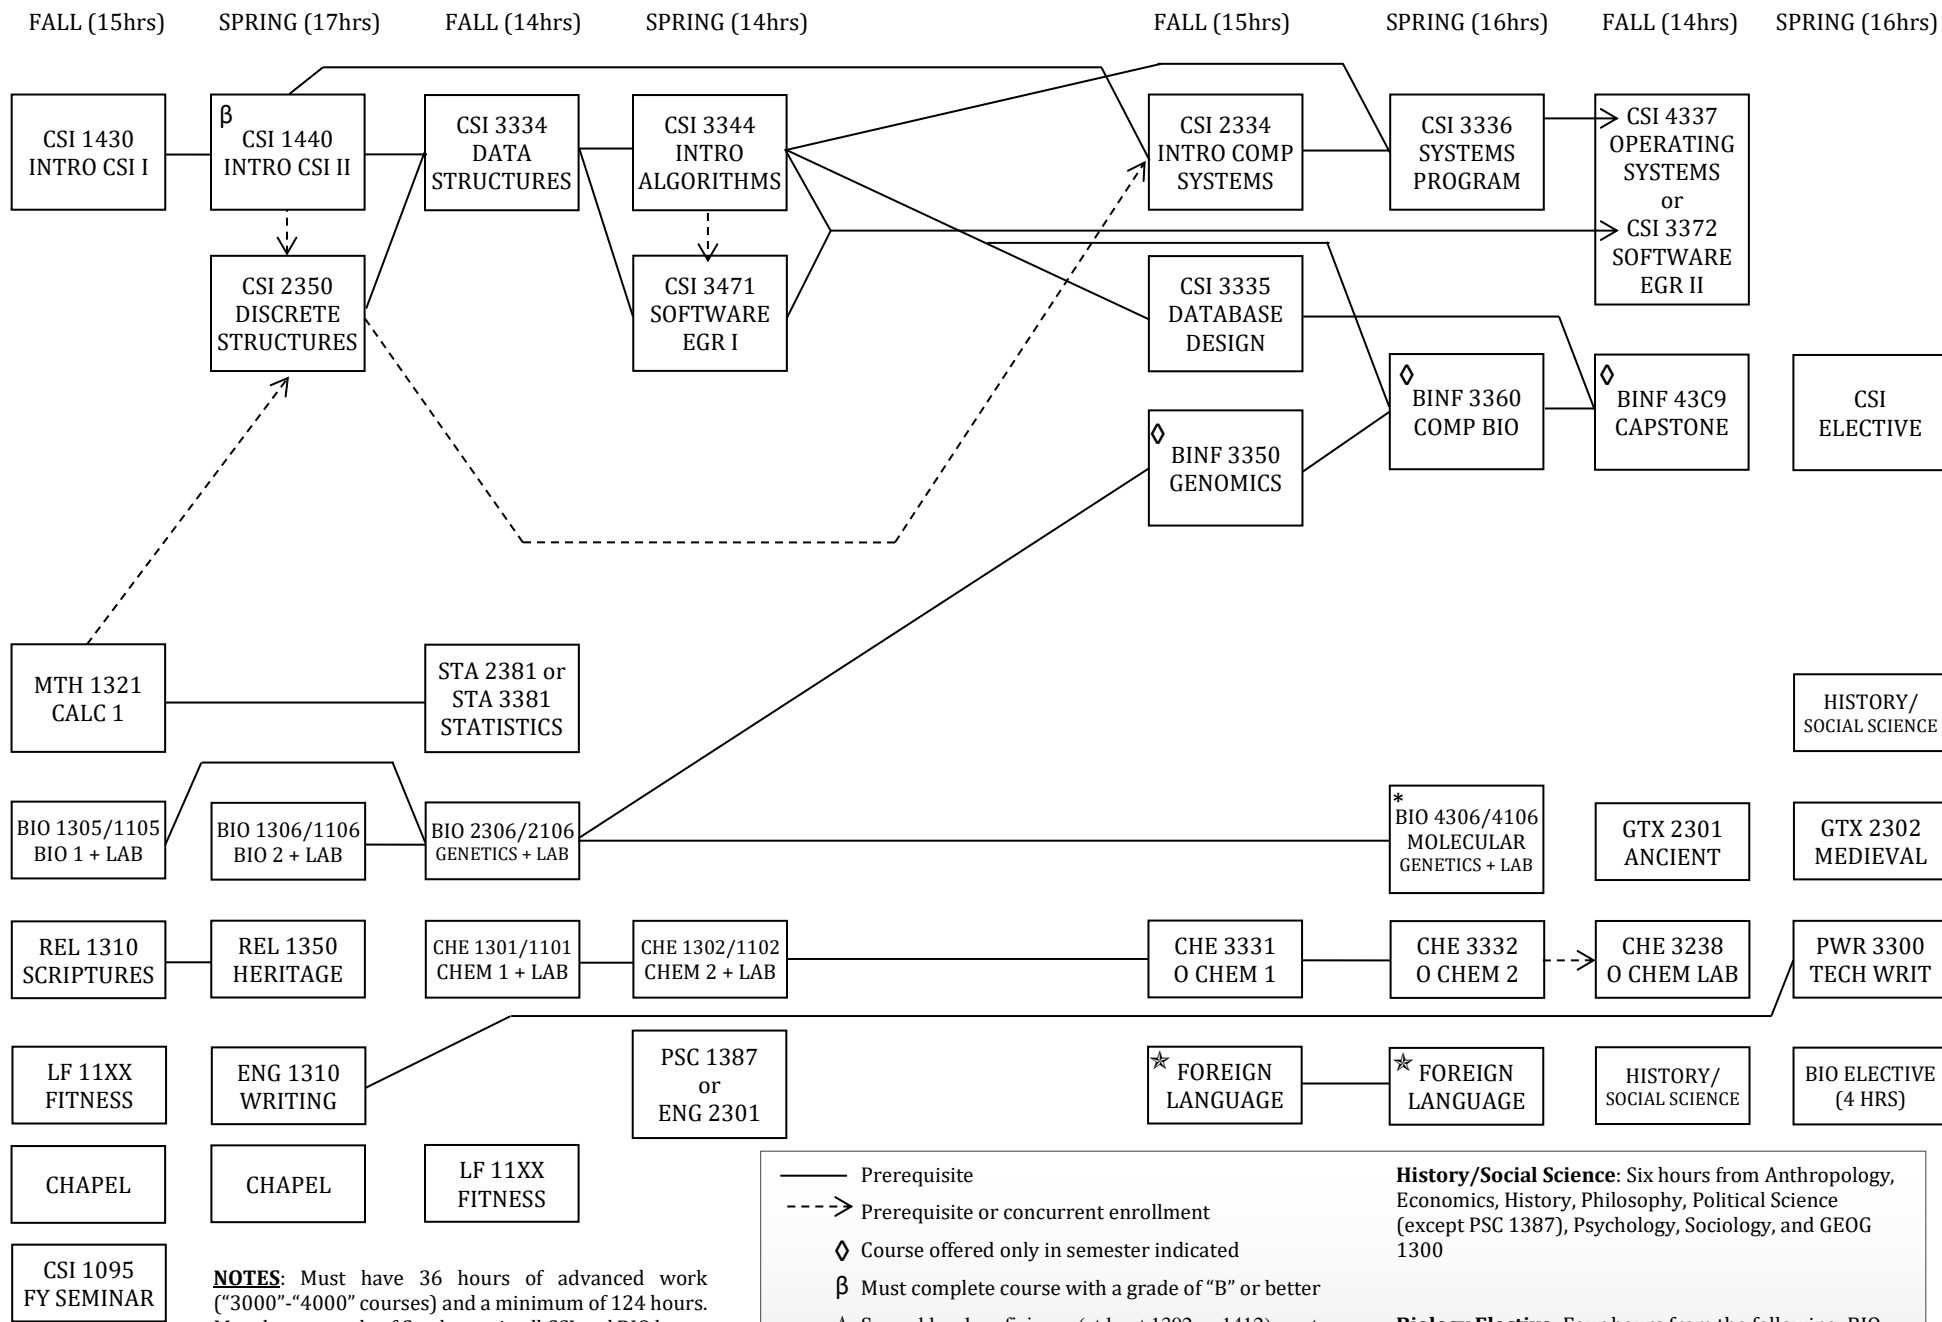 FALL (15hrs) SPRING (17hrs) FALL (14hrs) SPRING (14hrs) FALL (15hrs) SPRING (16hrs) FALL (14hrs) SPRING (16hrs)
CSI 1430
INTRO CSI I
β
CSI 1440
INTRO CSI II
CSI 3334
DATA
STRUCTURES
CSI 3344
INTRO
ALGORITHMS
CSI 2334
INTRO COMP
SYSTEMS
CSI 3336
SYSTEMS
PROGRAM
CSI 4337
OPERATING
SYSTEMS
or
CSI 3372
SOFTWARE
EGR II
CSI 2350
DISCRETE
STRUCTURES
CSI 3471
SOFTWARE
EGR I
CSI 3335
DATABASE
DESIGN
◊
BINF 3360
COMP BIO
◊
BINF 43C9
CAPSTONE
CSI
ELECTIVE
◊
BINF 3350
GENOMICS
MTH 1321
CALC 1
STA 2381 or
STA 3381
STATISTICS
HISTORY/
SOCIAL SCIENCE
BIO 1305/1105
BIO 1 + LAB
BIO 1306/1106
BIO 2 + LAB
BIO 2306/2106
GENETICS + LAB
*
BIO 4306/4106
MOLECULAR
GENETICS + LAB
GTX 2301
ANCIENT
GTX 2302
MEDIEVAL
REL 1310
SCRIPTURES
REL 1350
HERITAGE
CHE 1301/1101
CHEM 1 + LAB
CHE 1302/1102
CHEM 2 + LAB
CHE 3331
O CHEM 1
CHE 3332
O CHEM 2
CHE 3238
O CHEM LAB
PWR 3300
TECH WRIT
LF 11XX
FITNESS
ENG 1310
WRITING
PSC 1387
or
ENG 2301
✯
FOREIGN
LANGUAGE
✯
FOREIGN
LANGUAGE
HISTORY/
SOCIAL SCIENCE
BIO ELECTIVE
(4 HRS)
CHAPEL
CHAPEL
LF 11XX
FITNESS
CSI 1095
FY SEMINAR
NOTES: Must have 36 hours of advanced work
("3000"-"4000" courses) and a minimum of 124 hours.
Prerequisite
Prerequisite or concurrent enrollment
◊ Course offered only in semester indicated
β Must complete course with a grade of "B" or better
History/Social Science: Six hours from Anthropology,
Economics, History, Philosophy, Political Science
(except PSC 1387), Psychology, Sociology, and GEOG
1300